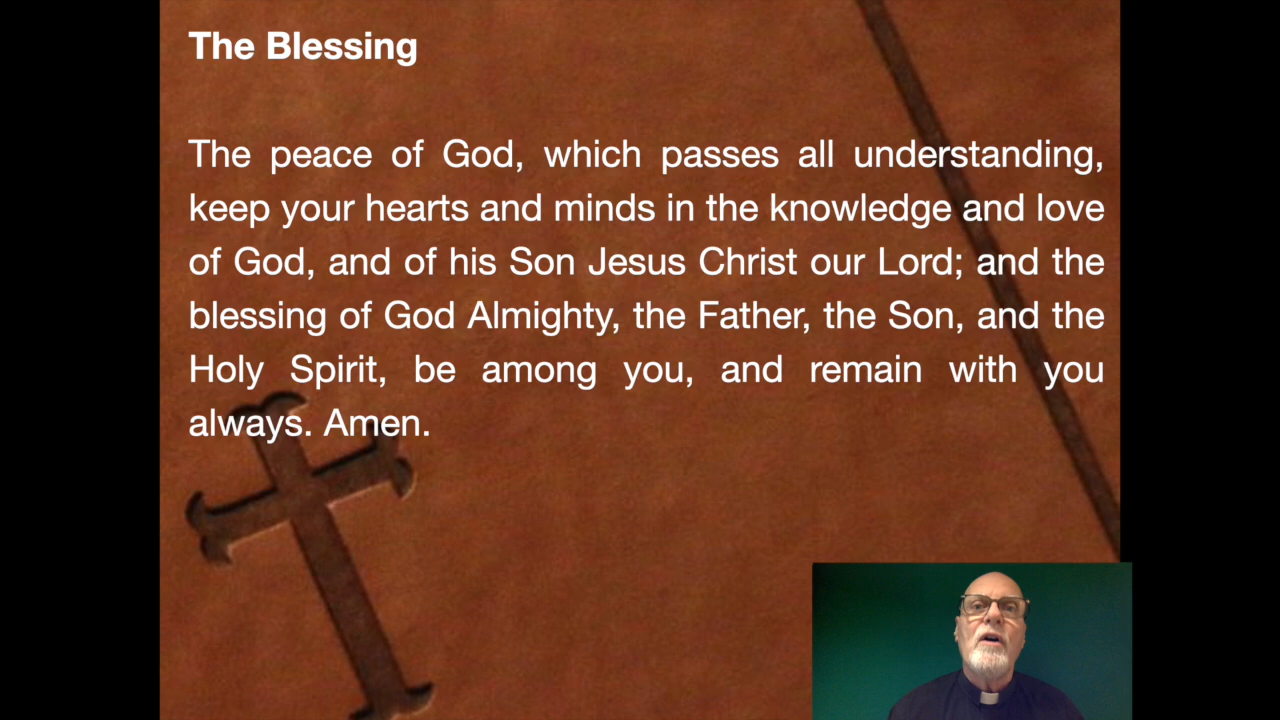 The Blessing
The peace of God, which passes all understanding,
keep your hearts and minds in the knowledge and love
of God, and of his Son Jesus Christ our Lord; and the
blessing of God Almighty, the Father, the Son, and the
Holy Spirit, be among you, and remain with you
always. Amen.